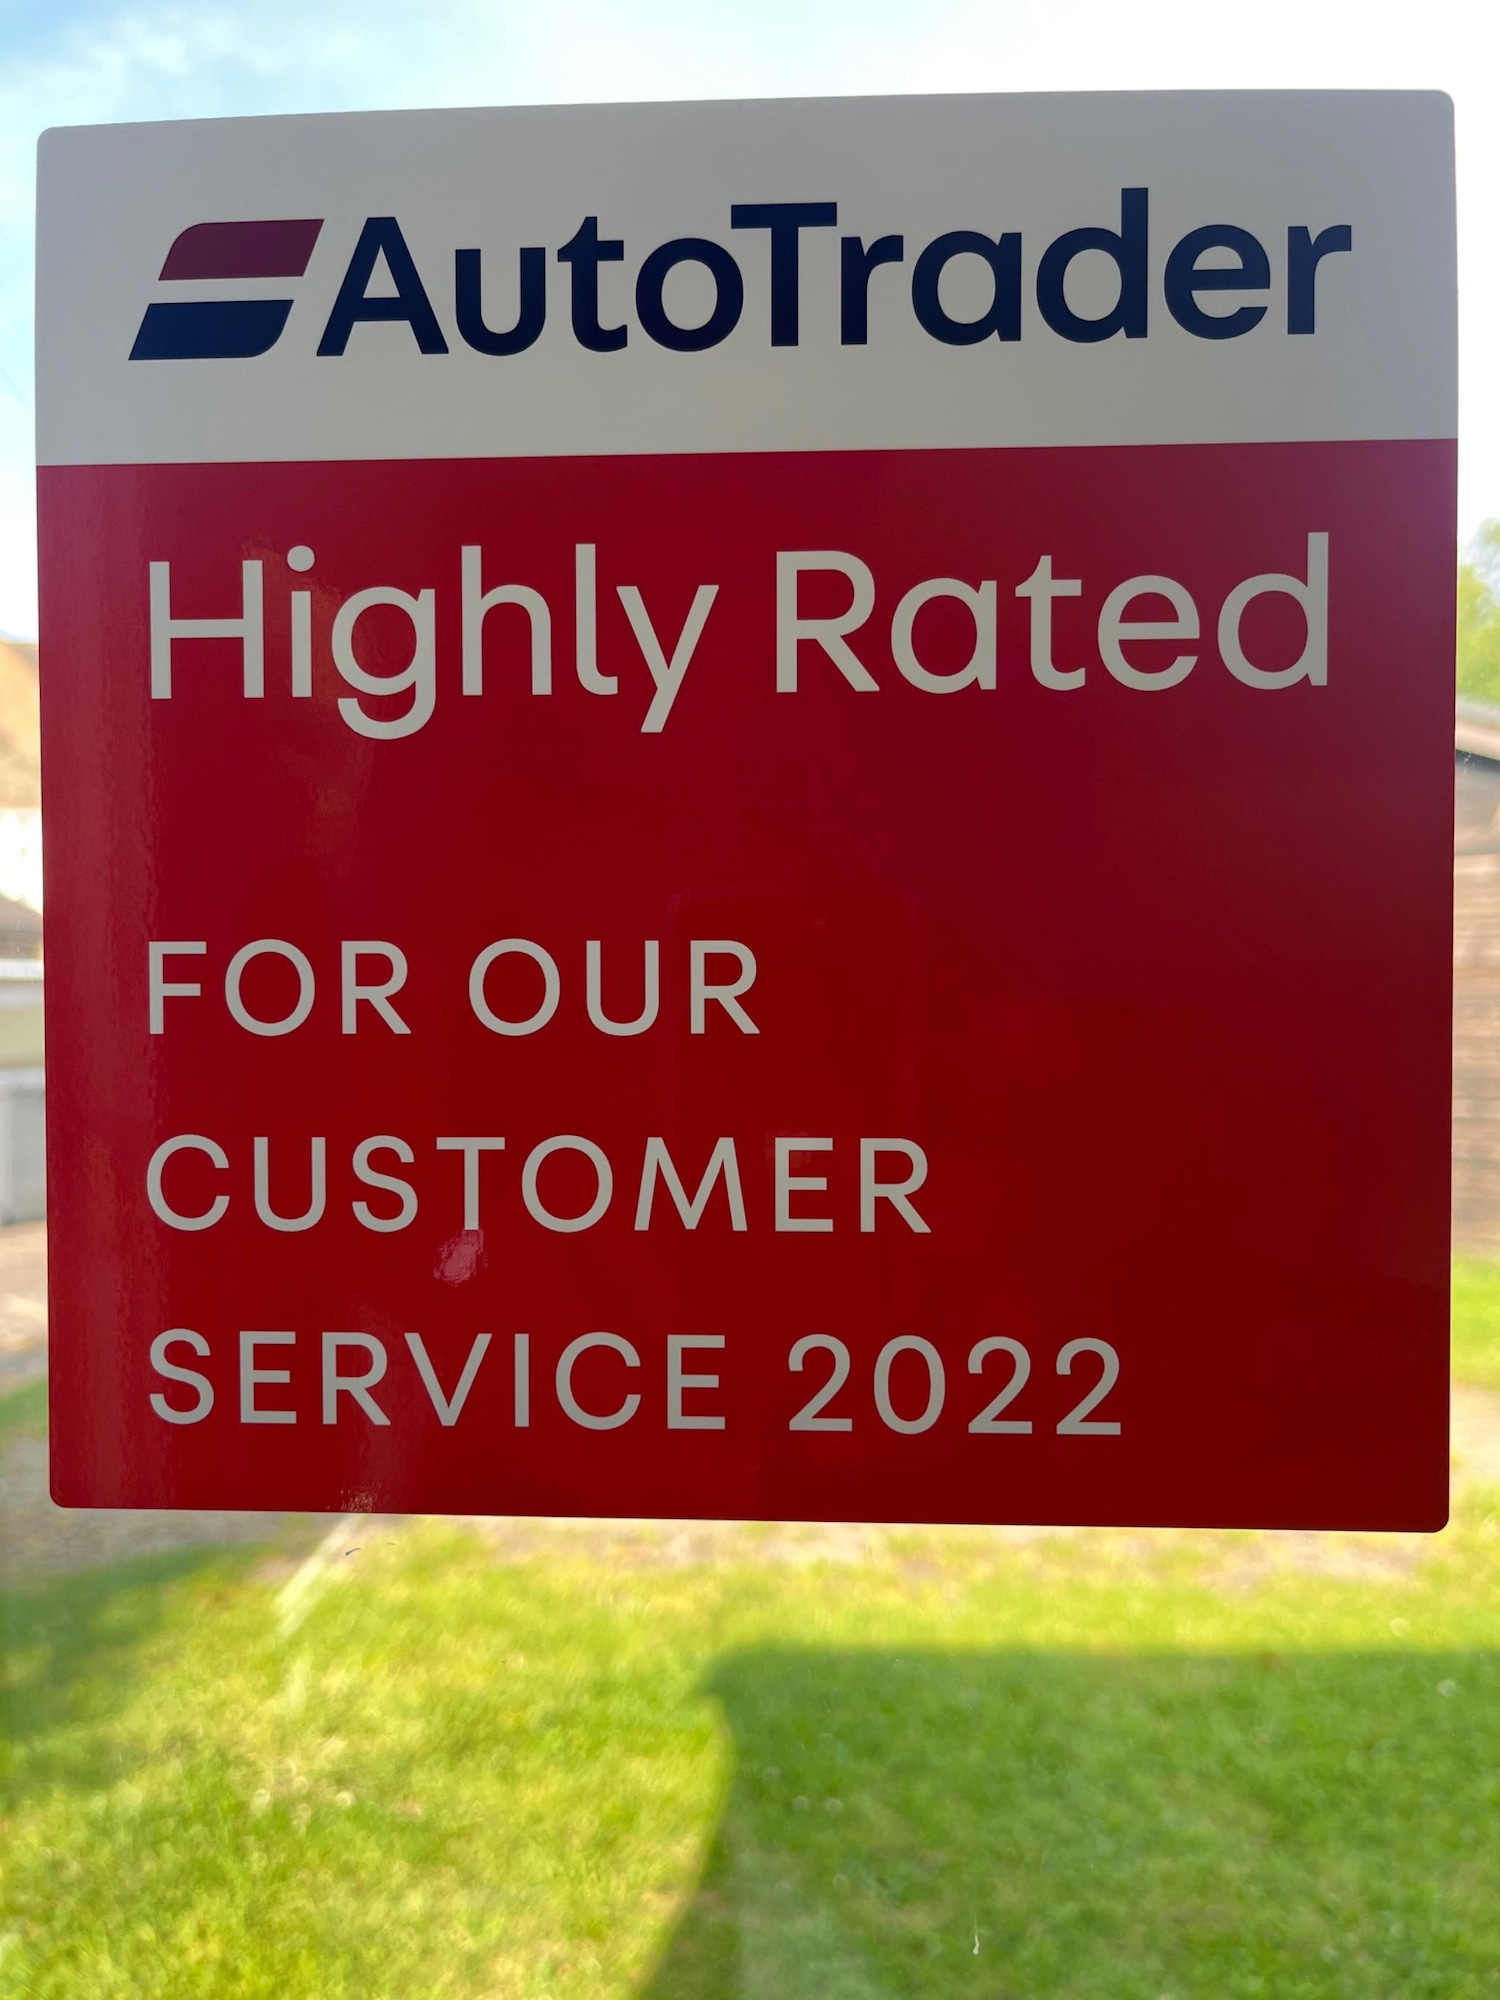 AutoTrader
Highly Rated
FOR OUR
CUSTOMER
SERVICE 2022